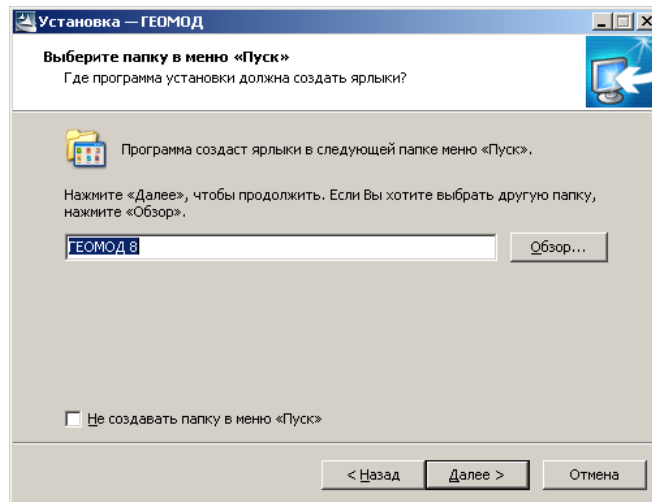 Установка — ГЕОМОД
Выберите папку в меню «Пуск»
Где программа установки должна создать ярлыки?
Программа создаст ярлыки в следующей папке меню «Пуск».
Нажмите «Далее», чтобы продолжить. Если Вы хотите выбрать другую папку,
нажмите «Обзор».
ГЕОМОД 8
Обзор...
Не создавать папку в меню «Пуск»
< Назад
Далее >
Отмена